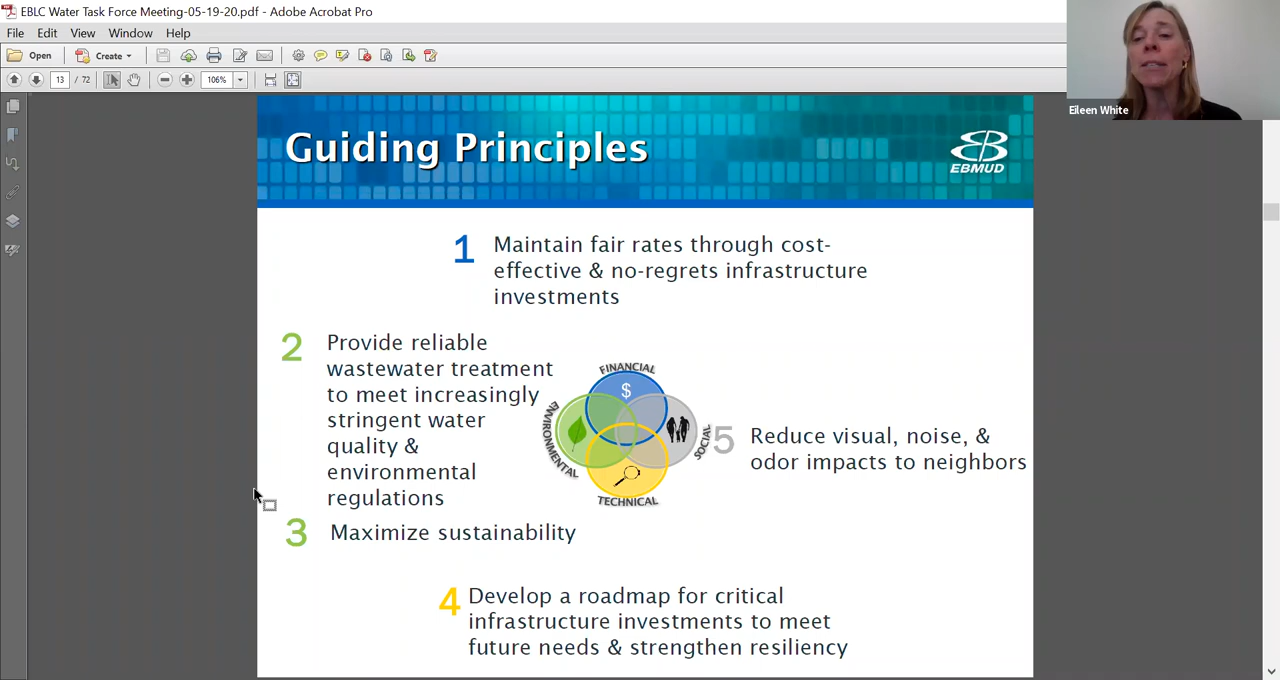 EBLC Water Task Force Meeting-05-19-20.pdf - Adobe Acrobat Pro
File Edit View Window Help
Open Create
13 / 72 106%
Eileen White
Guiding Principles
EBMUD
1 Maintain fair rates through cost-
effective & no-regrets infrastructure
investments
2 Provide reliable
wastewater treatment
to meet increasingly
stringent water
quality &
environmental
regulations
FINANCIAL
$
ENVIRONMENTAL
SOCIAL
TECHNICAL
5 Reduce visual, noise, &
odor impacts to neighbors
3 Maximize sustainability
4 Develop a roadmap for critical
infrastructure investments to meet
future needs & strengthen resiliency